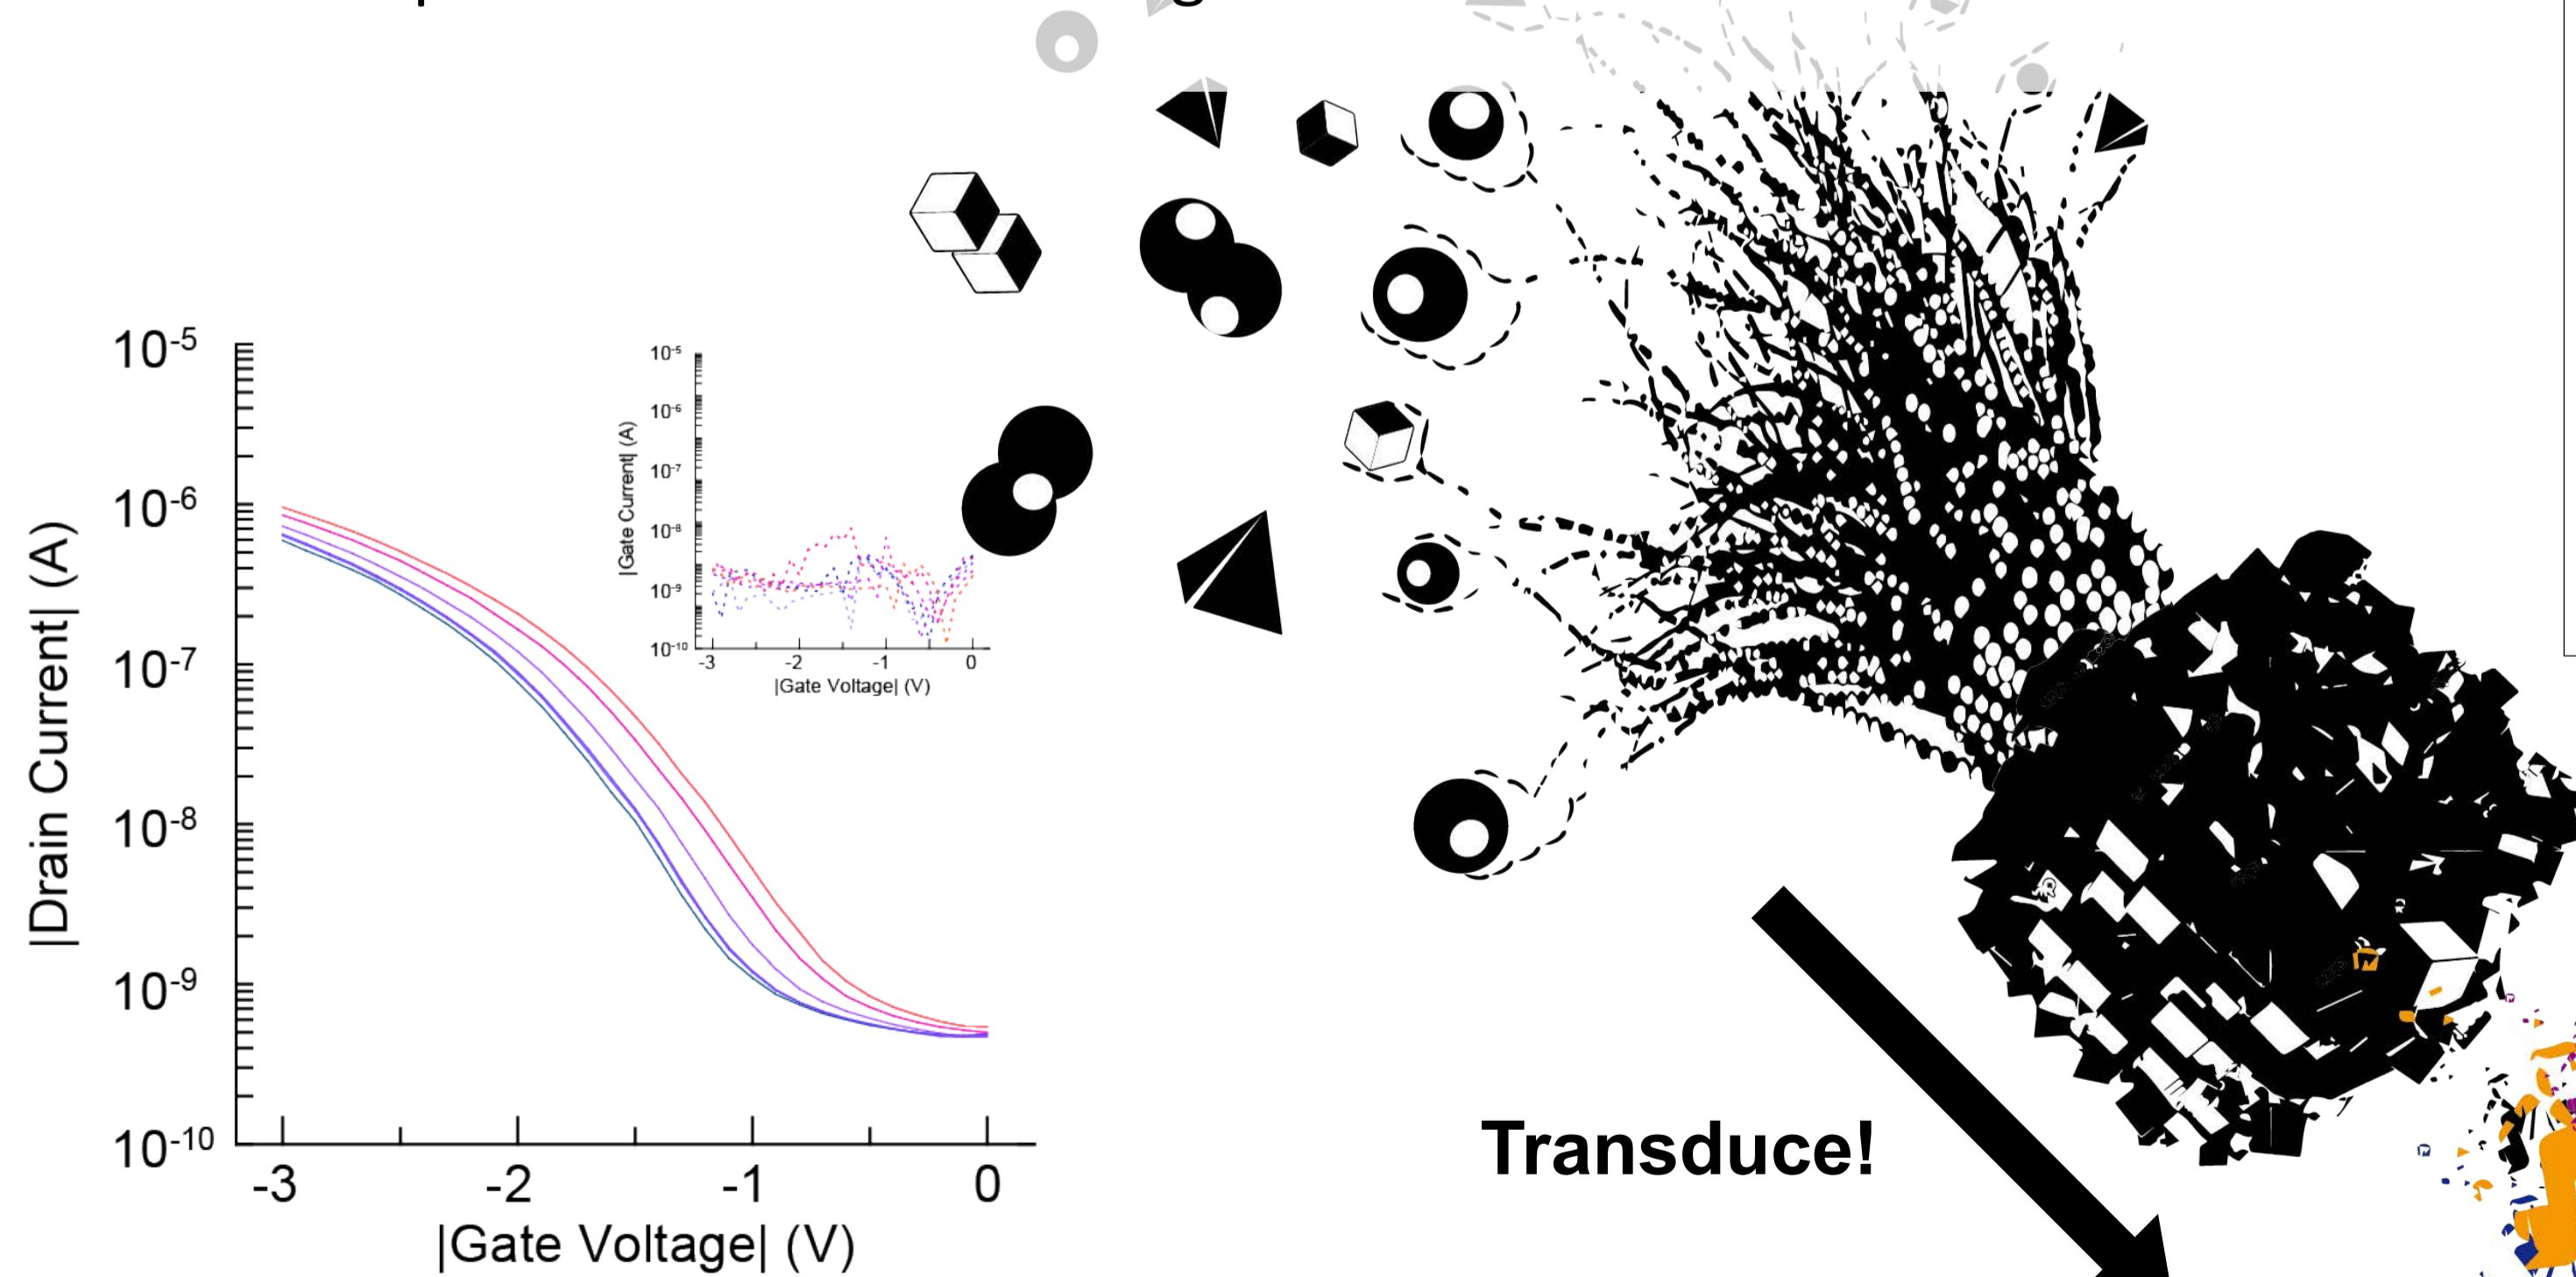 10-5
10-6
10-7
10-8
10-9
10-10
|Drain Current| (A)
-3 -2 -1 0
|Gate Voltage| (V)
10-5
10-6
10-7
10-8
10-9
10-10
|Gate Current| (A)
-3 -2 -1 0
|Gate Voltage| (V)
Transduce!